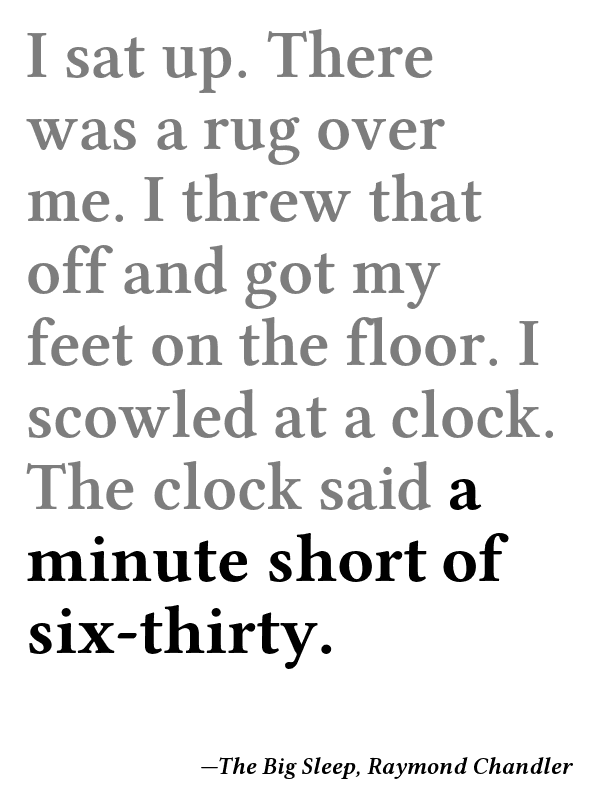 I sat up. There
was a rug over
me. I threw that
off and got my
feet on the floor. I
scowled at a clock.
The clock said a
minute short of
six-thirty.
—The Big Sleep, Raymond Chandler